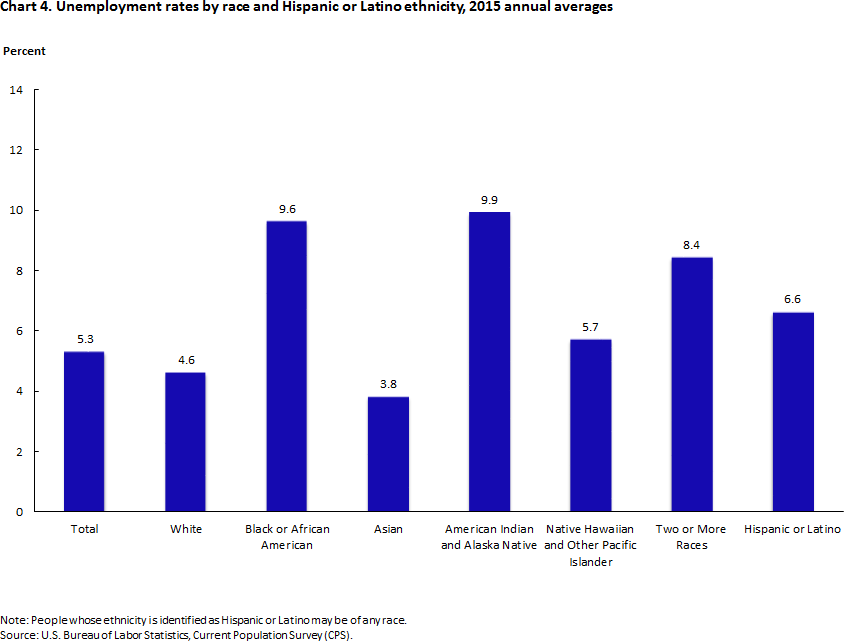 Chart 4. Unemployment rates by race and Hispanic or Latino ethnicity, 2015 annual averages
Percent
14
12
10
8
6
4
2
0
5.3
4.6
9.6
3.8
9.9
5.7
8.4
6.6
Total
White
Black or African
American
Asian
American Indian
and Alaska Native
Native Hawaiian
and Other Pacific
Islander
Two or More
Races
Hispanic or Latino
Note: People whose ethnicity is identified as Hispanic or Latino may be of any race.
Source: U.S. Bureau of Labor Statistics, Current Population Survey (CPS).